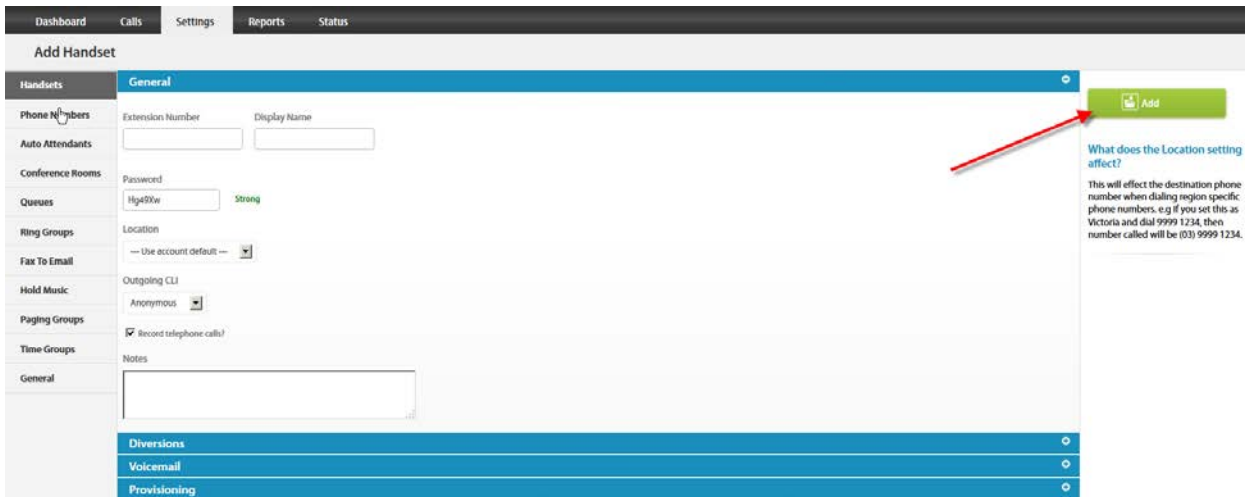 Dashboard Calls Settings Reports Status
Add Handset
Handsets
Phone Numbers
Auto Attendants
Conference Rooms
Queues
Ring Groups
Fax To Email
Hold Music
Paging Groups
Time Groups
General
General
Extension Number Display Name
Password
Hg49Xw Strong
Location
--- Use account default ---
Outgoing CLI
Anonymous
Record telephone calls?
Notes
Diversions
Voicemail
Provisioning
Add
What does the Location setting
affect?
This will effect the destination phone
number when dialing region specific
phone numbers. e.g if you set this as
Victoria and dial 9999 1234, then
number called will be (03) 9999 1234.